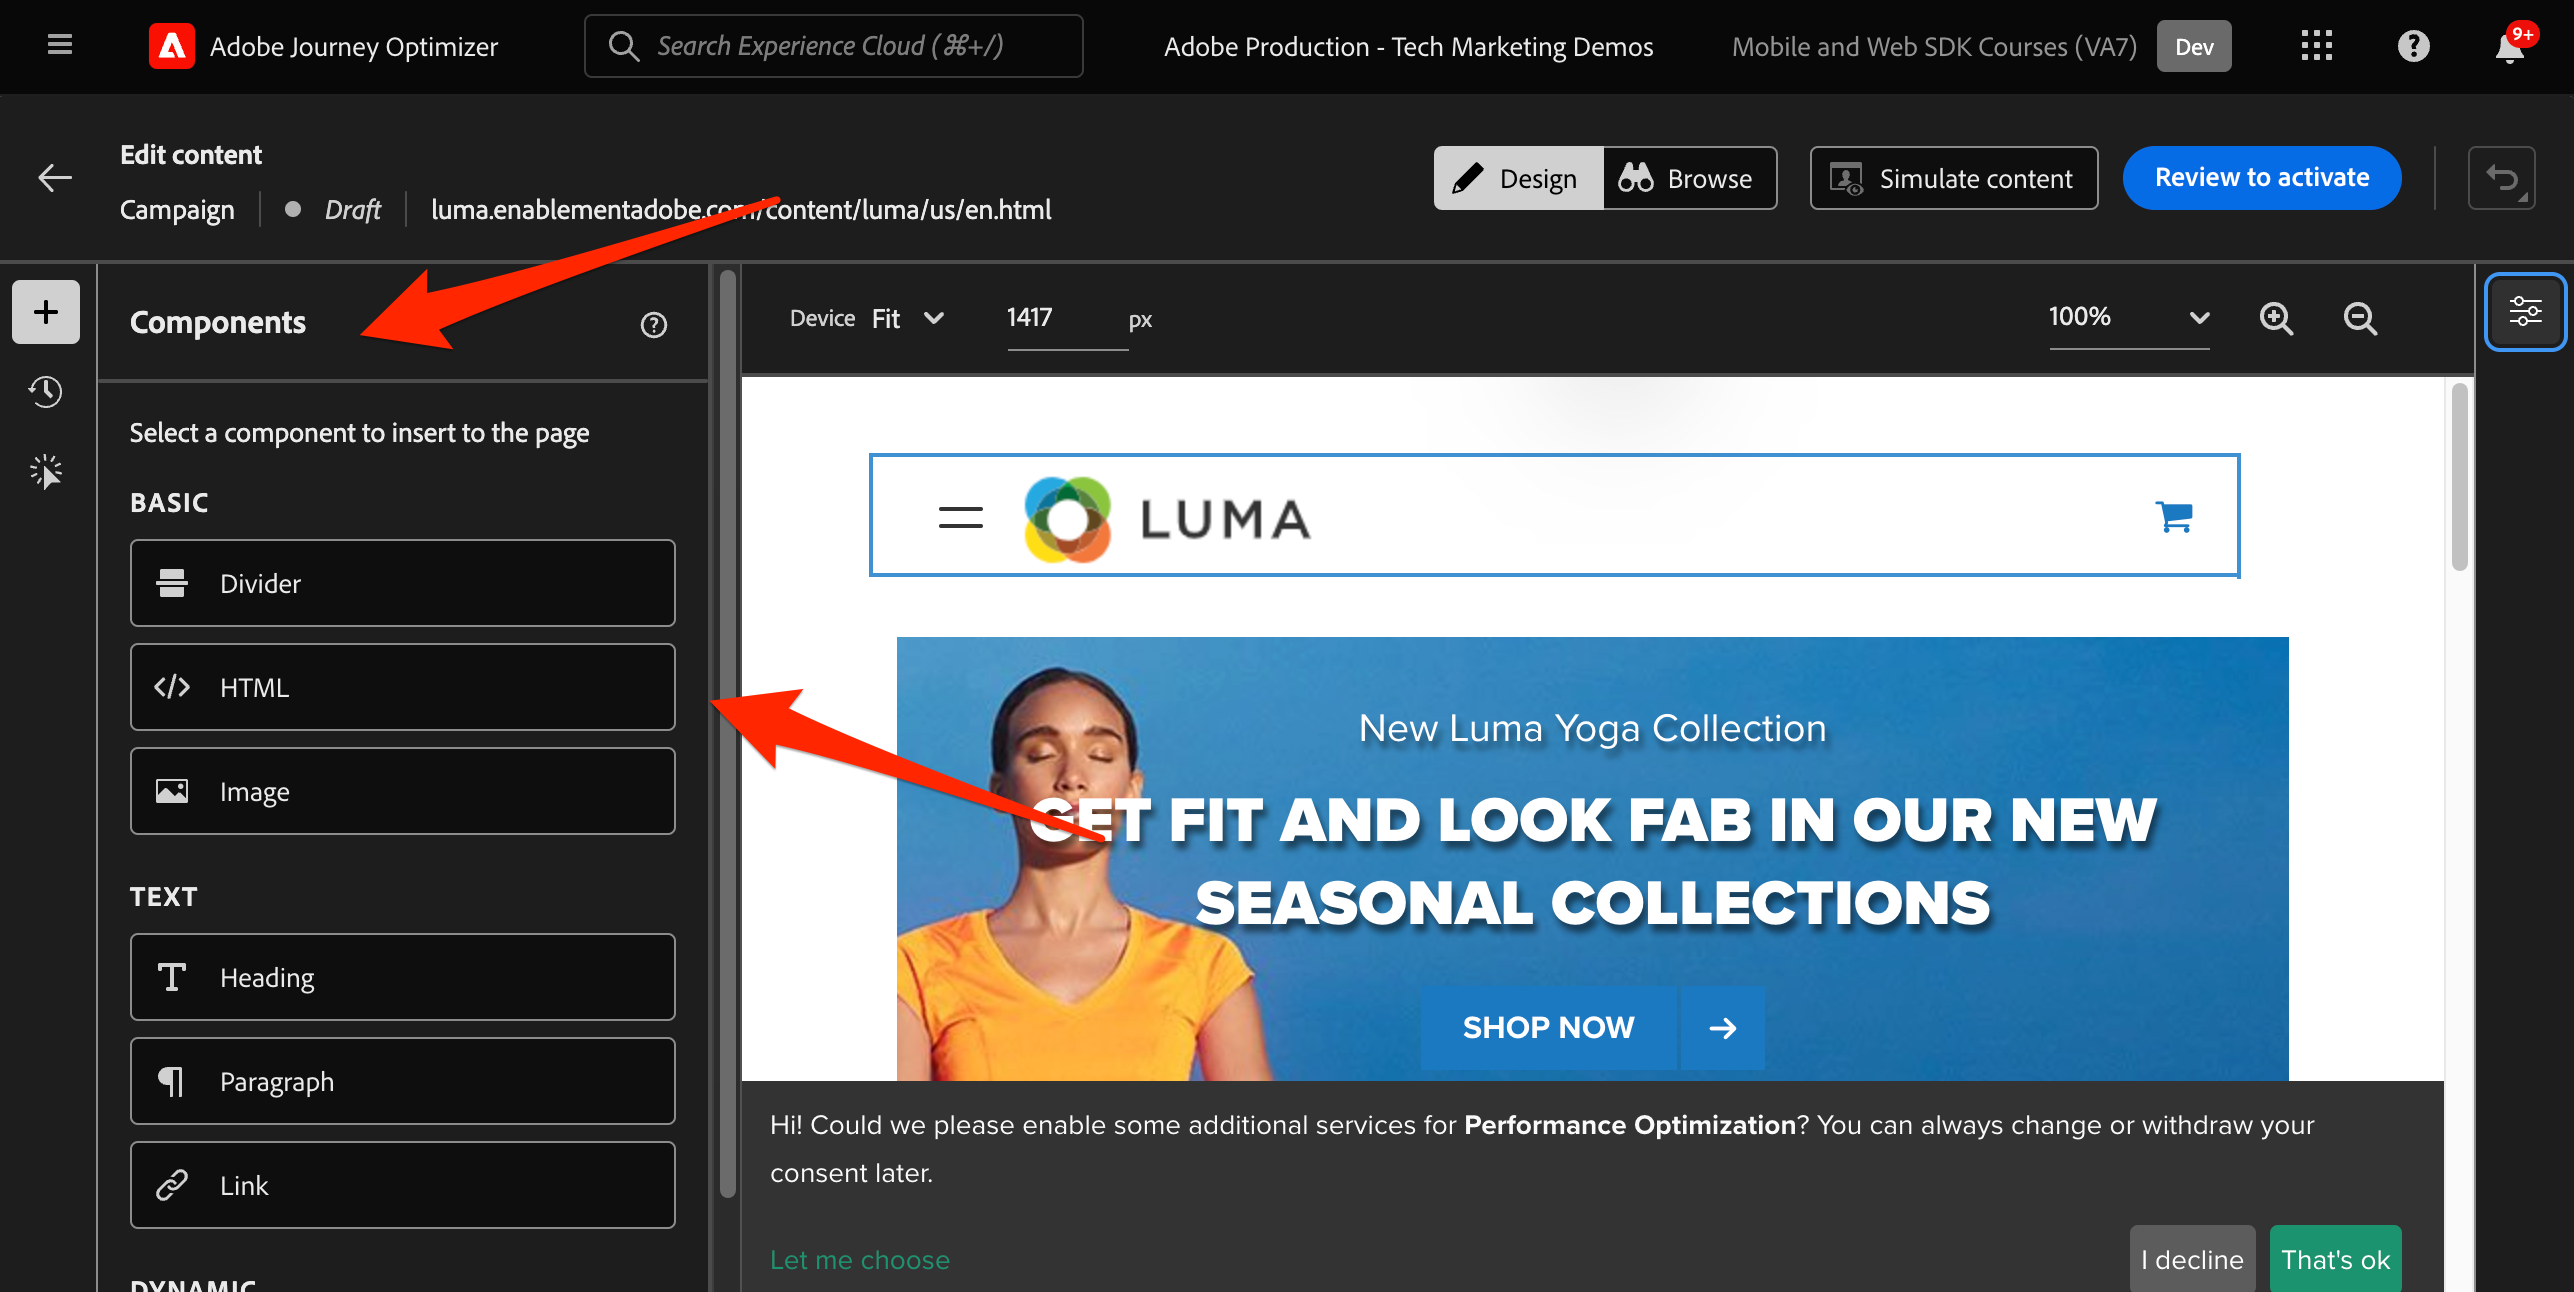 Adobe Journey Optimizer
Search Experience Cloud (⌘+/)
Adobe Production - Tech Marketing Demos
Mobile and Web SDK Courses (VA7)
Dev
9+
Edit content
Campaign
Draft
luma.enablementadobe.com/content/luma/us/en.html
Design
Browse
Simulate content
Review to activate
Components
Select a component to insert to the page
BASIC
Divider
HTML
Image
TEXT
Heading
Paragraph
Link
DYNAMIC
Device Fit
1417 px
100%
LUMA
New Luma Yoga Collection
GET FIT AND LOOK FAB IN OUR NEW
SEASONAL COLLECTIONS
SHOP NOW
Hi! Could we please enable some additional services for Performance Optimization? You can always change or withdraw your
consent later.
Let me choose
I decline
That's ok